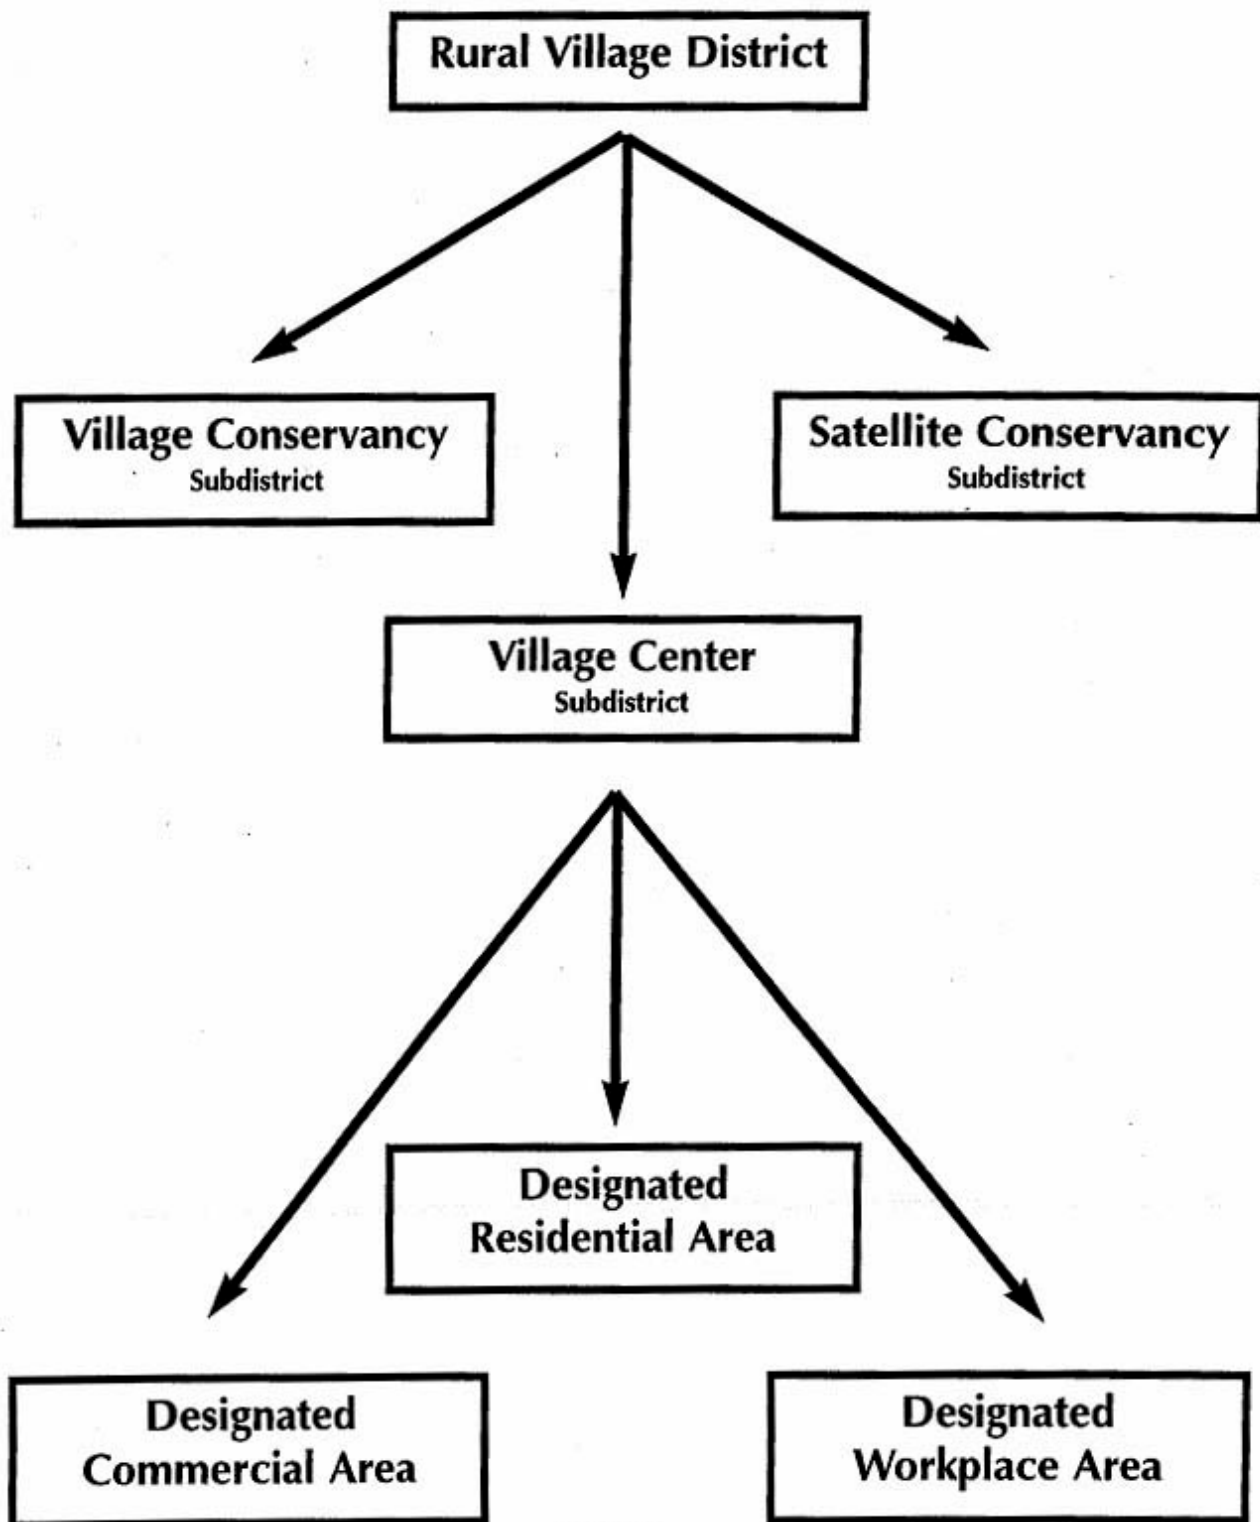 Rural Village District
Village Conservancy
Subdistrict
Satellite Conservancy
Subdistrict
Village Center
Subdistrict
Designated
Residential Area
Designated
Commercial Area
Designated
Workplace Area